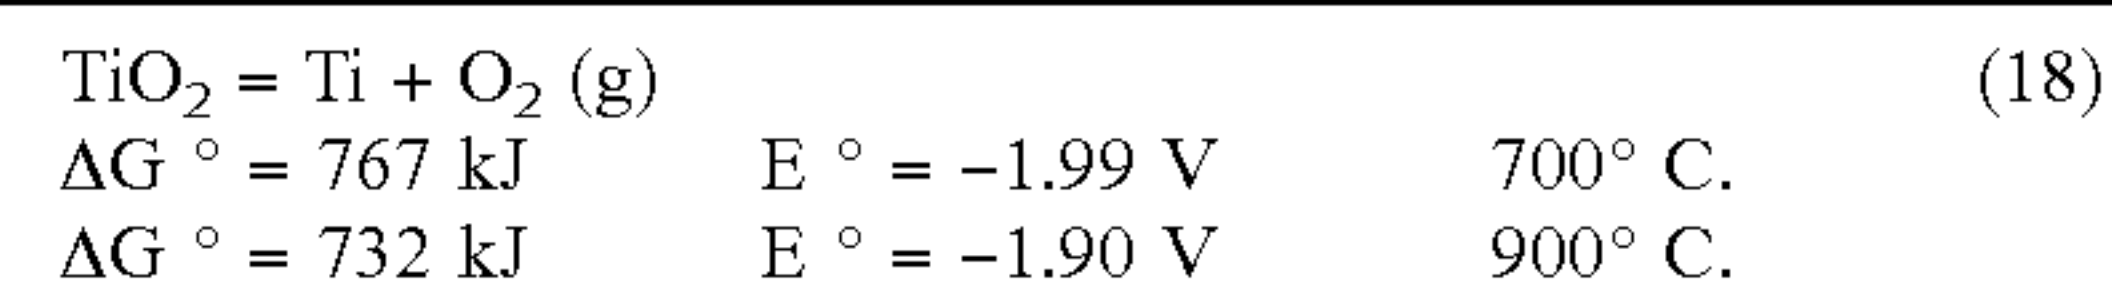 TiO₂ = Ti + O₂ (g) (18)
ΔG ° = 767 kJ E ° = −1.99 V 700° C.
ΔG ° = 732 kJ E ° = −1.90 V 900° C.